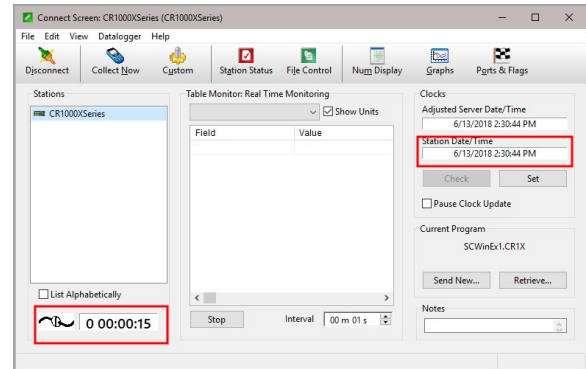 Connect Screen: CR1000XSeries (CR1000XSeries)
File Edit View Datalogger Help
Disconnect Collect Now Custom Station Status File Control Num Display Graphs Ports & Flags
Stations
CR1000XSeries
List Alphabetically
0 00:00:15
Table Monitor: Real Time Monitoring
Show Units
Field Value
Stop Interval 00 m 01 s
Clocks
Adjusted Server Date/Time
6/13/2018 2:30:44 PM
Station Date/Time
6/13/2018 2:30:44 PM
Check Set
Pause Clock Update
Current Program
SCWinEx1.CR1X
Send New... Retrieve...
Notes